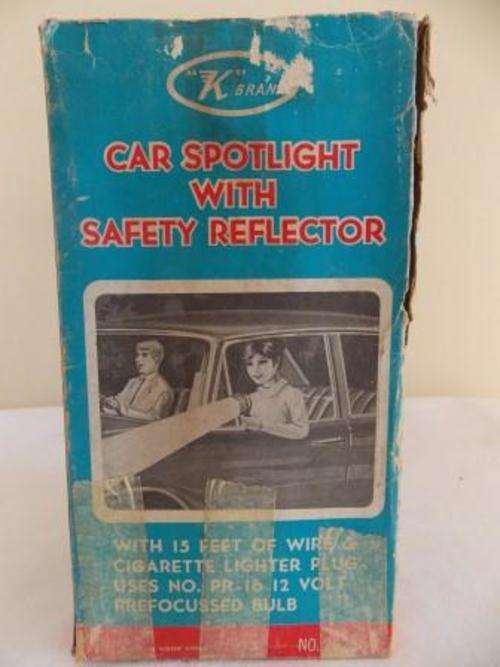 "K" BRAND
CAR SPOTLIGHT
WITH
SAFETY REFLECTOR
WITH 15 FEET OF WIRE &
CIGARETTE LIGHTER PLUG
USES NO. PR-16 12 VOLT
PREFOCUSSED BULB
NO.